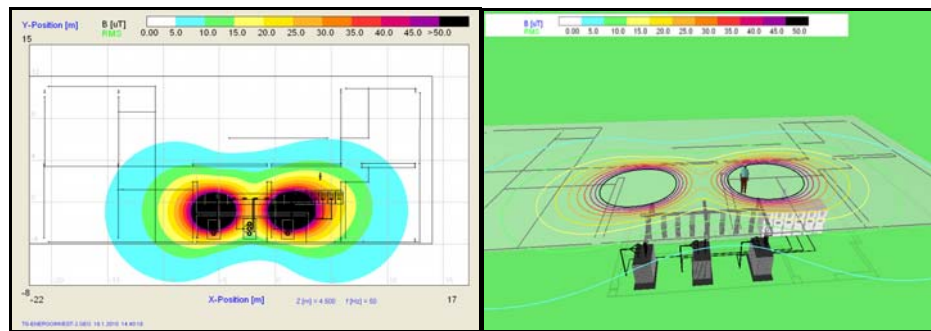 Y-Position [m]
B [uT]
RMS
0.00 5.0 10.0 15.0 20.0 25.0 30.0 35.0 40.0 45.0 >50.0
15
-8
-22
X-Position [m]
Z [m] = 4.500 f [Hz] = 50
17
B [uT]
RMS
0.00 5.0 10.0 15.0 20.0 25.0 30.0 35.0 40.0 45.0 50.0